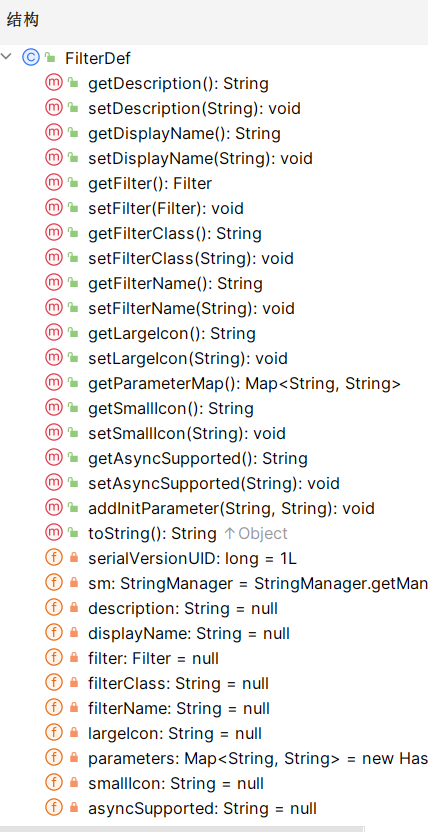 结构
FilterDef
getDescription(): String
setDescription(String): void
getDisplayName(): String
setDisplayName(String): void
getFilter(): Filter
setFilter(Filter): void
getFilterClass(): String
setFilterClass(String): void
getFilterName(): String
setFilterName(String): void
getLargeIcon(): String
setLargeIcon(String): void
getParameterMap(): Map<String, String>
getSmallIcon(): String
setSmallIcon(String): void
getAsyncSupported(): String
setAsyncSupported(String): void
addInitParameter(String, String): void
toString(): String ↑Object
serialVersionUID: long = 1L
sm: StringManager = StringManager.getMan
description: String = null
displayName: String = null
filter: Filter = null
filterClass: String = null
filterName: String = null
largeIcon: String = null
parameters: Map<String, String> = new Has
smallIcon: String = null
asyncSupported: String = null